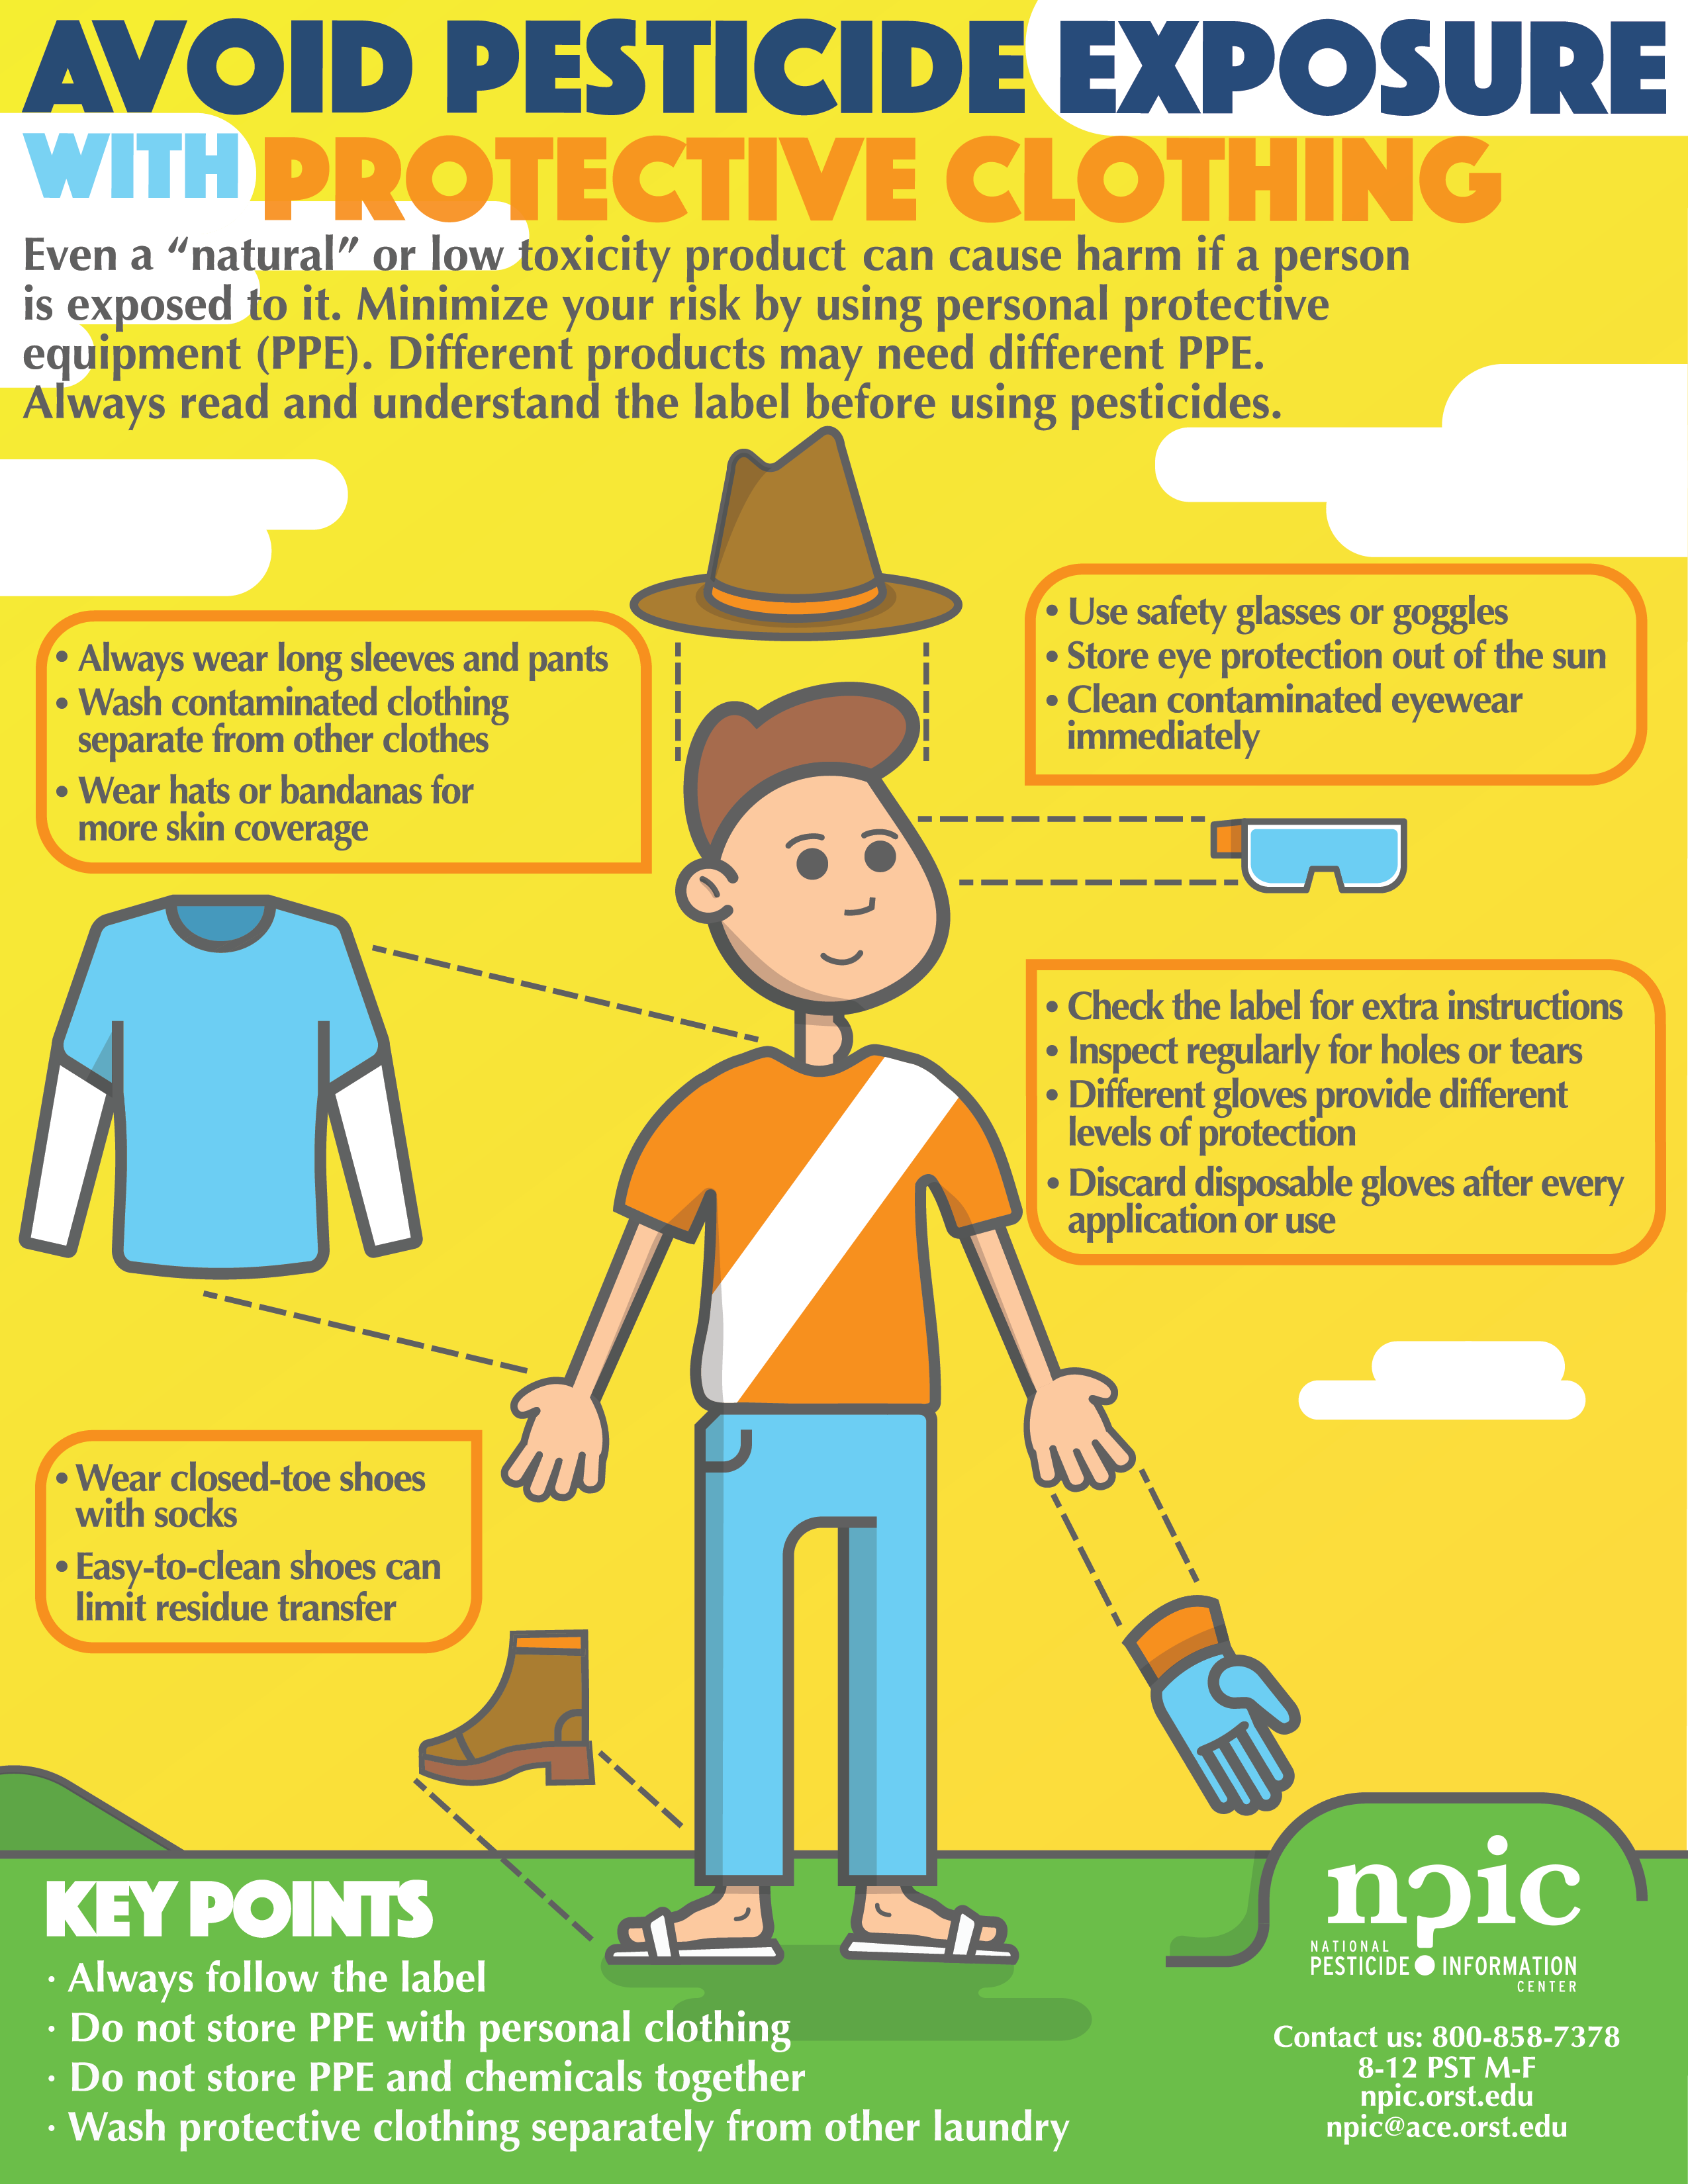 AVOID PESTICIDE EXPOSURE
WITH PROTECTIVE CLOTHING
Even a “natural” or low toxicity product can cause harm if a person
is exposed to it. Minimize your risk by using personal protective
equipment (PPE). Different products may need different PPE.
Always read and understand the label before using pesticides.
• Always wear long sleeves and pants
• Wash contaminated clothing
separate from other clothes
• Wear hats or bandanas for
more skin coverage
• Use safety glasses or goggles
• Store eye protection out of the sun
• Clean contaminated eyewear
immediately
• Check the label for extra instructions
• Inspect regularly for holes or tears
• Different gloves provide different
levels of protection
• Discard disposable gloves after every
application or use
• Wear closed-toe shoes
with socks
• Easy-to-clean shoes can
limit residue transfer
KEY POINTS
· Always follow the label
· Do not store PPE with personal clothing
· Do not store PPE and chemicals together
· Wash protective clothing separately from other laundry
npic
NATIONAL
PESTICIDE INFORMATION
CENTER
Contact us: 800-858-7378
8-12 PST M-F
npic.orst.edu
npic@ace.orst.edu